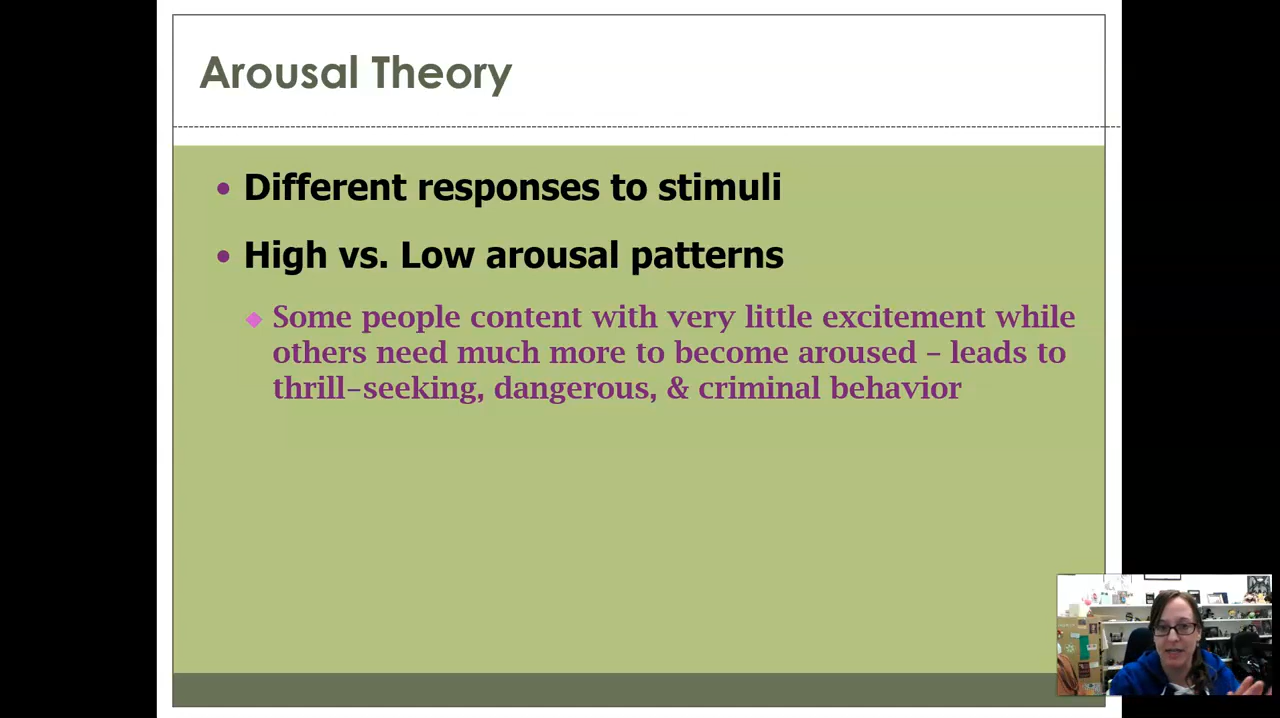 Arousal Theory
• Different responses to stimuli
• High vs. Low arousal patterns
◆ Some people content with very little excitement while
others need much more to become aroused – leads to
thrill-seeking, dangerous, & criminal behavior